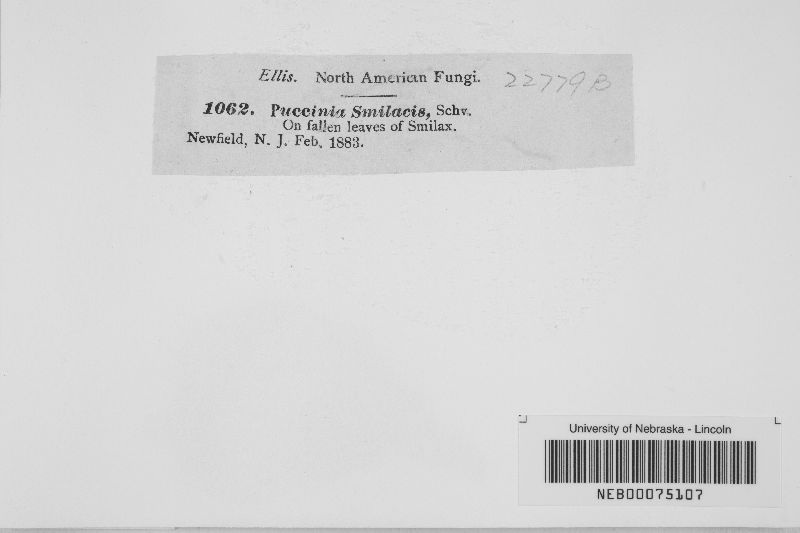 Ellis. North American Fungi. 22779B
1062. Puccinia Smilacis, Schv.
On fallen leaves of Smilax.
Newfield, N. J. Feb. 1883.
University of Nebraska - Lincoln
NEB00075107